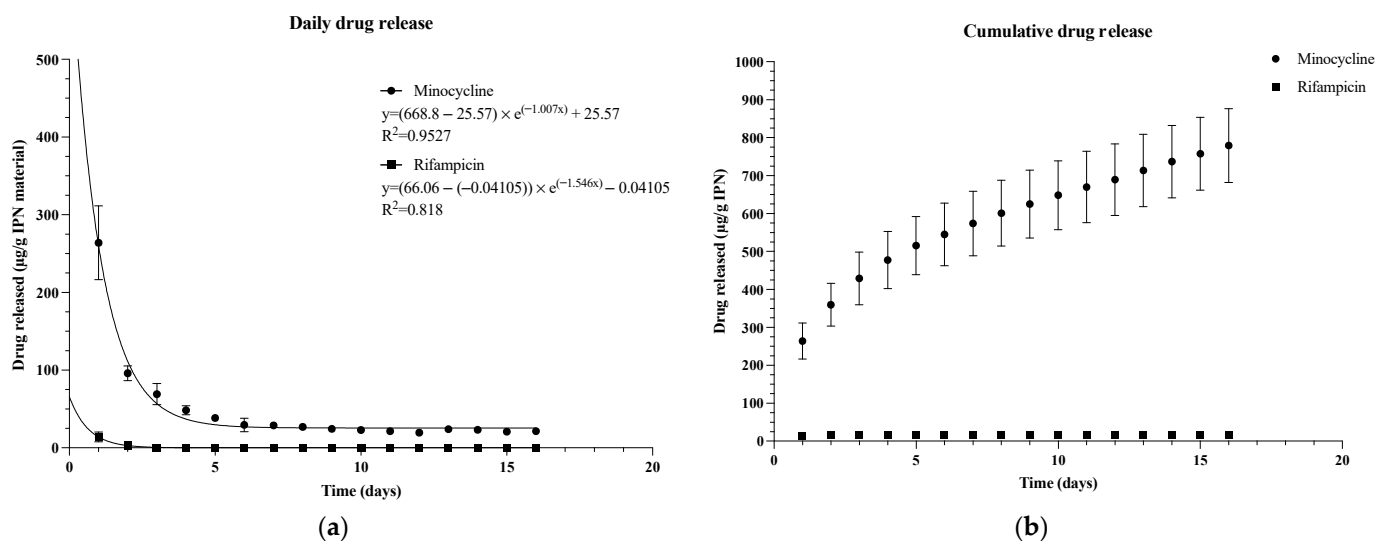 Daily drug release
500
400
300
200
100
0
0
5
10
15
20
Drug released (µg/g IPN material)
Time (days)
Minocycline
y=(668.8 − 25.57) × e^(−1.007x) + 25.57
R²=0.9527
Rifampicin
y=(66.06 − (−0.04105)) × e^(−1.546x) − 0.04105
R²=0.818
(a)
Cumulative drug release
1000
900
800
700
600
500
400
300
200
100
0
0
5
10
15
20
Drug released (µg/g IPN)
Time (days)
Minocycline
Rifampicin
(b)